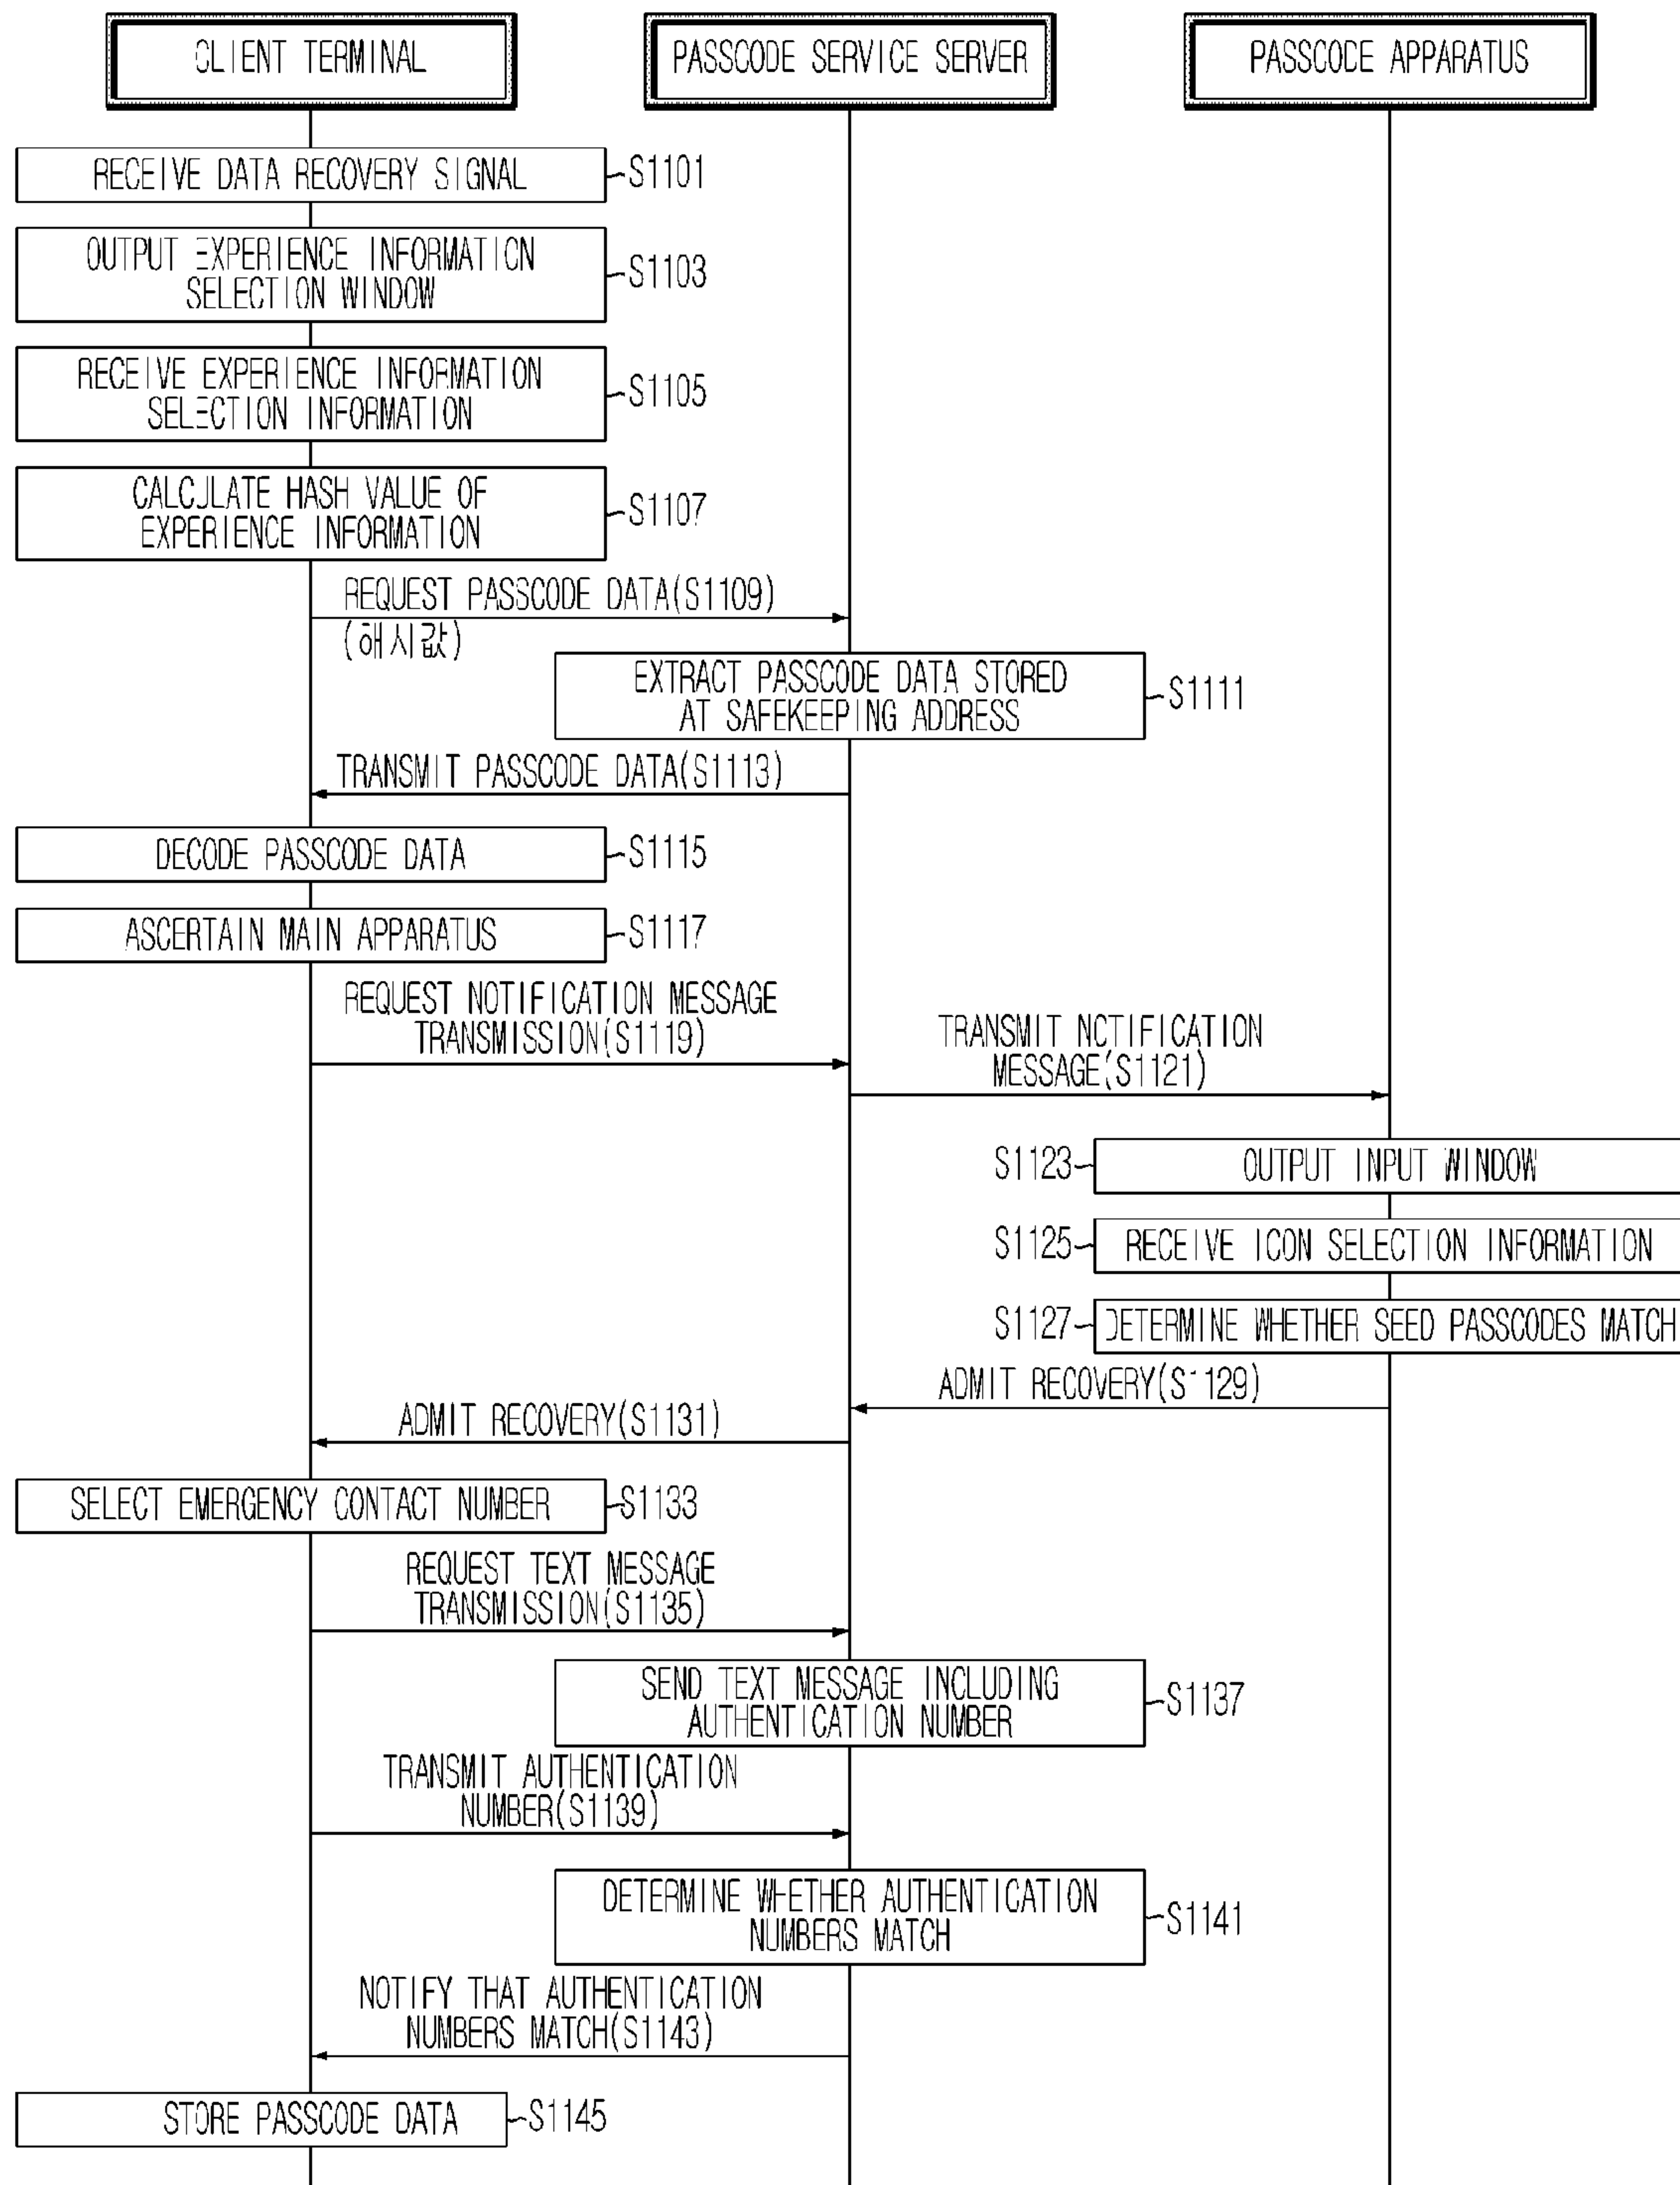 CLIENT TERMINAL
PASSCODE SERVICE SERVER
PASSCODE APPARATUS
RECEIVE DATA RECOVERY SIGNAL
S1101
OUTPUT EXPERIENCE INFORMATION
SELECTION WINDOW
S1103
RECEIVE EXPERIENCE INFORMATION
SELECTION INFORMATION
S1105
CALCULATE HASH VALUE OF
EXPERIENCE INFORMATION
S1107
REQUEST PASSCODE DATA(S1109)
(해시값)
EXTRACT PASSCODE DATA STORED
AT SAFEKEEPING ADDRESS
S1111
TRANSMIT PASSCODE DATA(S1113)
DECODE PASSCODE DATA
S1115
ASCERTAIN MAIN APPARATUS
S1117
REQUEST NOTIFICATION MESSAGE
TRANSMISSION(S1119)
TRANSMIT NOTIFICATION
MESSAGE(S1121)
S1123
OUTPUT INPUT WINDOW
S1125
RECEIVE ICON SELECTION INFORMATION
S1127
DETERMINE WHETHER SEED PASSCODES MATCH
ADMIT RECOVERY(S1129)
ADMIT RECOVERY(S1131)
SELECT EMERGENCY CONTACT NUMBER
S1133
REQUEST TEXT MESSAGE
TRANSMISSION(S1135)
SEND TEXT MESSAGE INCLUDING
AUTHENTICATION NUMBER
S1137
TRANSMIT AUTHENTICATION
NUMBER(S1139)
DETERMINE WHETHER AUTHENTICATION
NUMBERS MATCH
S1141
NOTIFY THAT AUTHENTICATION
NUMBERS MATCH(S1143)
STORE PASSCODE DATA
S1145